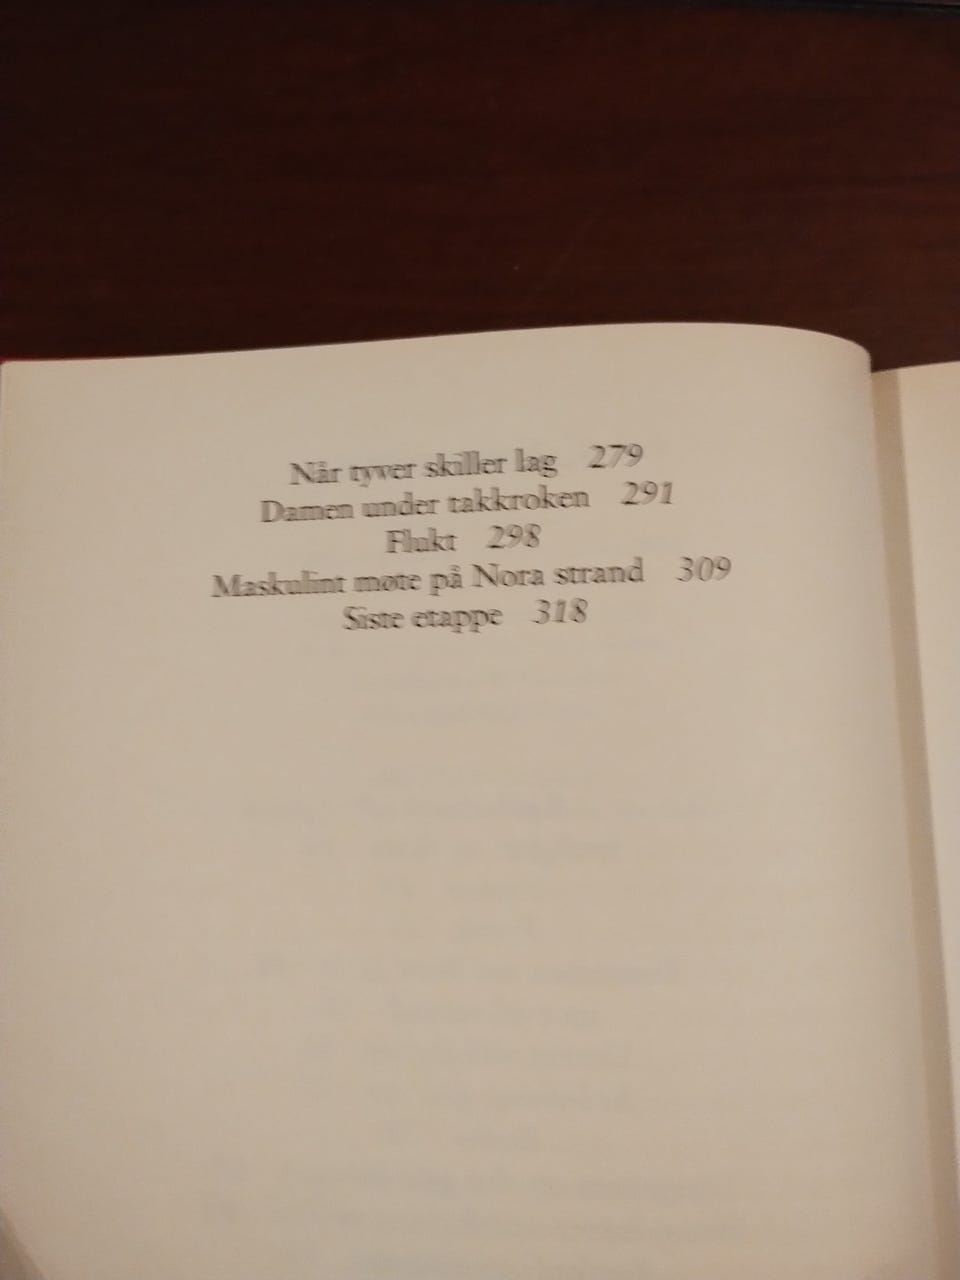 Når tyver skiller lag 279
Damen under takkroken 291
Flukt 298
Maskulint møte på Nora strand 309
Siste etappe 318